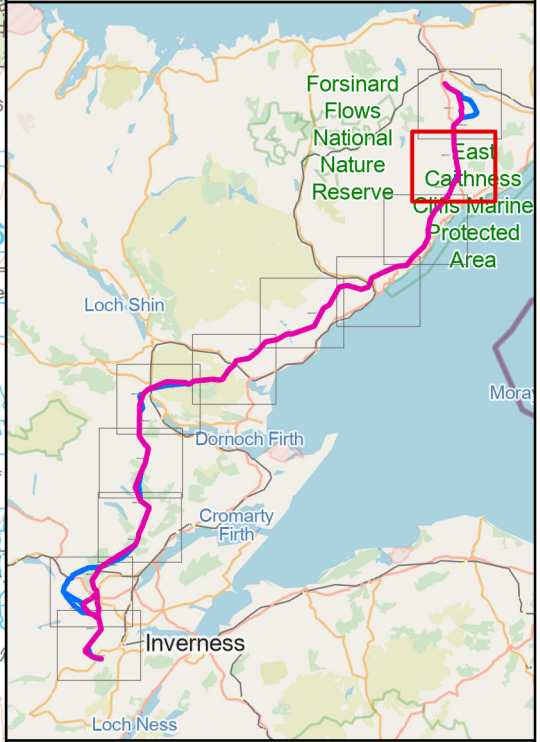 Forsinard
Flows
National
Nature
Reserve
East
Caithness
Cliffs Marine
Protected
Area
Loch Shin
Mora
Dornoch Firth
Cromarty
Firth
Inverness
Loch Ness